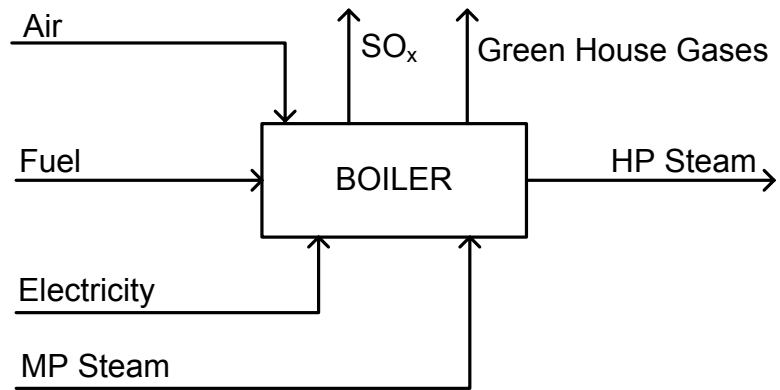 Air
SOₓ
Green House Gases
Fuel
BOILER
HP Steam
Electricity
MP Steam